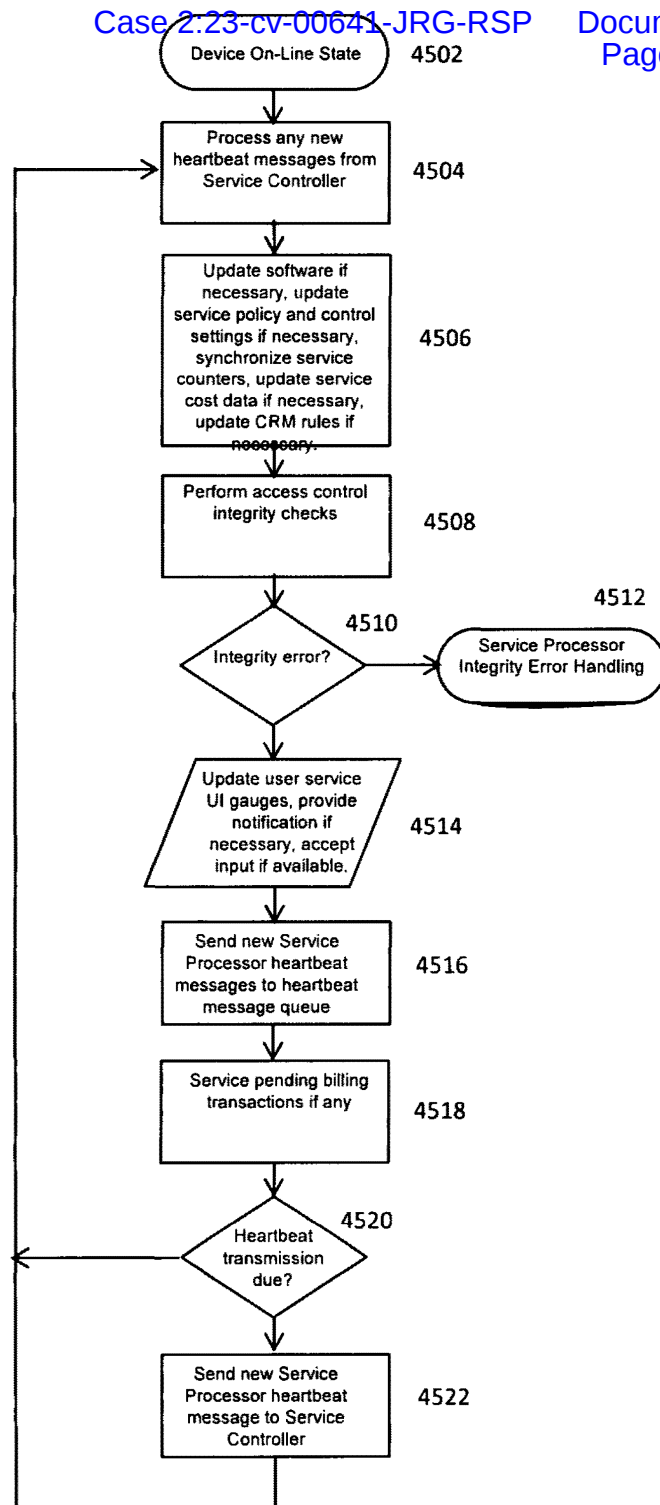 Case 2:23-cv-00641-JRG-RSP Docum
Page
Device On-Line State
4502
Process any new
heartbeat messages from
Service Controller
4504
Update software if
necessary, update
service policy and control
settings if necessary,
synchronize service
counters, update service
cost data if necessary,
update CRM rules if
necessary.
4506
Perform access control
integrity checks
4508
4510
Integrity error?
4512
Service Processor
Integrity Error Handling
Update user service
UI gauges, provide
notification if
necessary, accept
input if available.
4514
Send new Service
Processor heartbeat
messages to heartbeat
message queue
4516
Service pending billing
transactions if any
4518
4520
Heartbeat
transmission
due?
Send new Service
Processor heartbeat
message to Service
Controller
4522